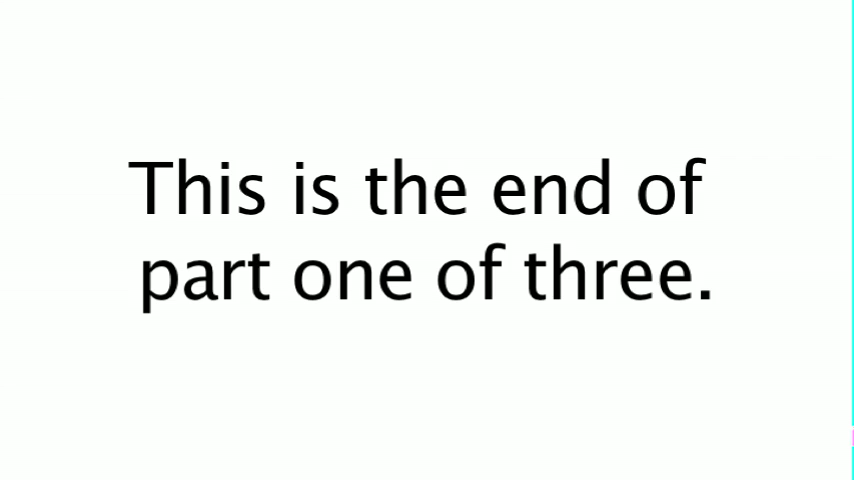 This is the end of
part one of three.